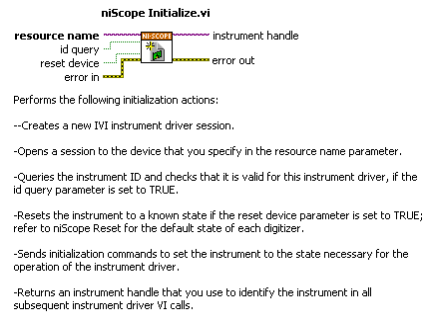 niScope Initialize.vi
resource name
instrument handle
NI-SCOPE
id query
reset device
error out
error in
Performs the following initialization actions:
--Creates a new IVI instrument driver session.
-Opens a session to the device that you specify in the resource name parameter.
-Queries the instrument ID and checks that it is valid for this instrument driver, if the
id query parameter is set to TRUE.
-Resets the instrument to a known state if the reset device parameter is set to TRUE;
refer to niScope Reset for the default state of each digitizer.
-Sends initialization commands to set the instrument to the state necessary for the
operation of the instrument driver.
-Returns an instrument handle that you use to identify the instrument in all
subsequent instrument driver VI calls.